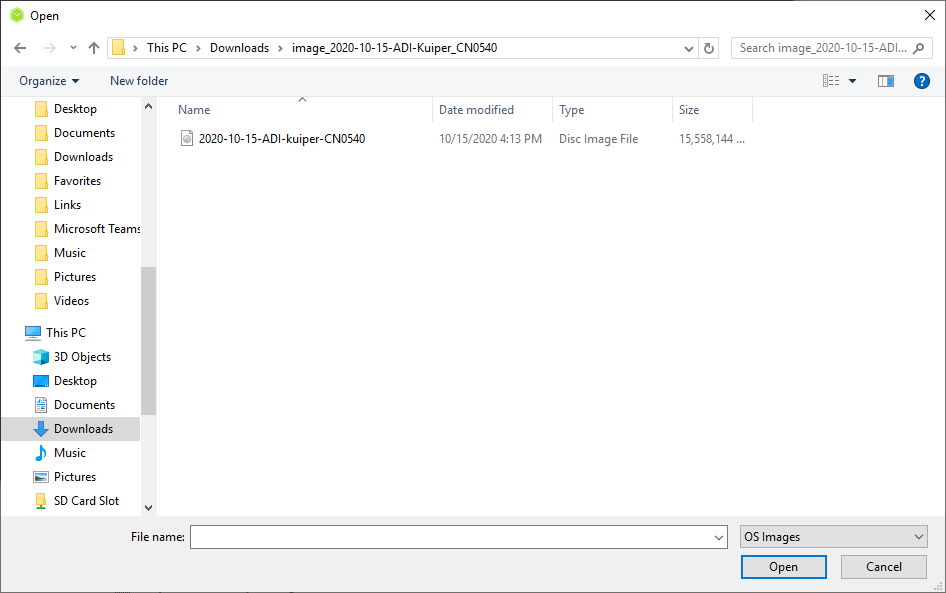 Open
This PC > Downloads > image_2020-10-15-ADI-Kuiper_CN0540
Search image_2020-10-15-ADI...
Organize
New folder
?
Name
Date modified
Type
Size
2020-10-15-ADI-kuiper-CN0540
10/15/2020 4:13 PM
Disc Image File
15,558,144 ...
Desktop
Documents
Downloads
Favorites
Links
Microsoft Teams
Music
Pictures
Videos
This PC
3D Objects
Desktop
Documents
Downloads
Music
Pictures
SD Card Slot
File name:
OS Images
Open
Cancel